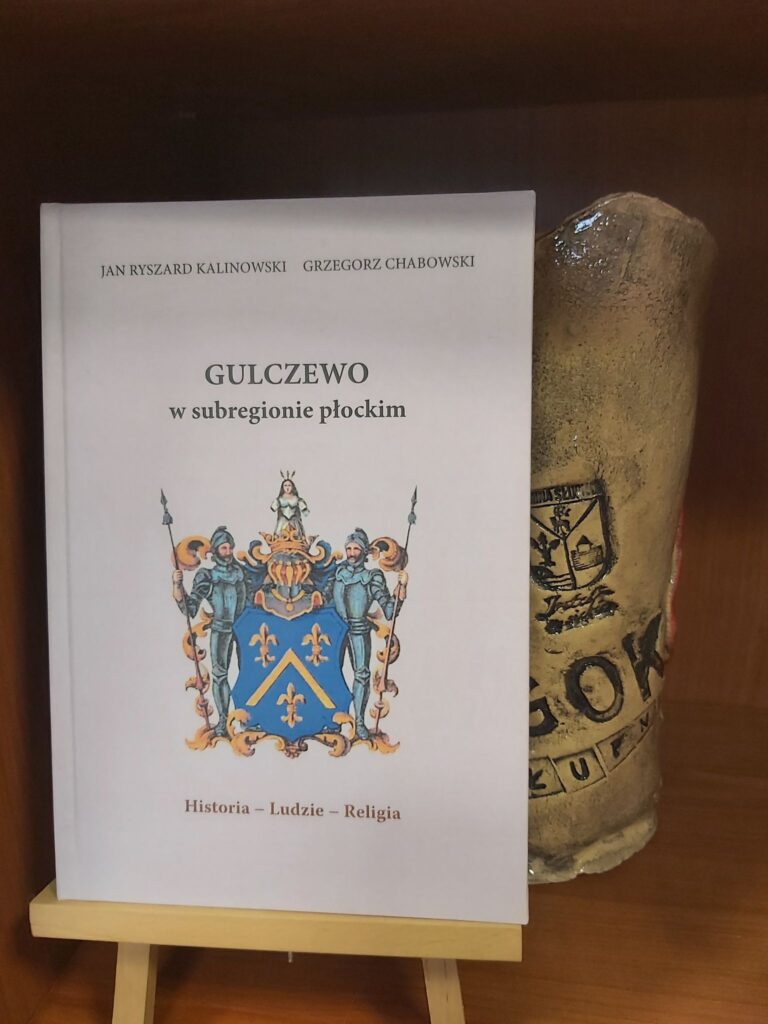 JAN RYSZARD KALINOWSKI GRZEGORZ CHABOWSKI
GULCZEWO
w subregionie płockim
Historia – Ludzie – Religia
GOK